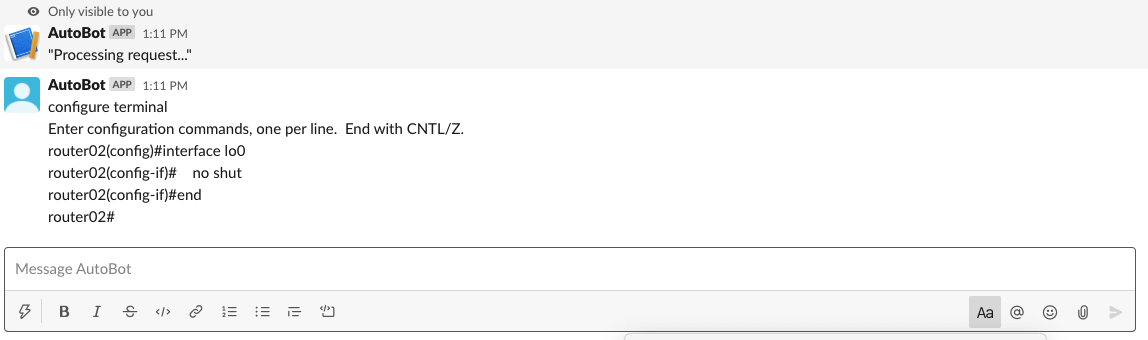 Only visible to you
AutoBot APP 1:11 PM
"Processing request..."
AutoBot APP 1:11 PM
configure terminal
Enter configuration commands, one per line.  End with CNTL/Z.
router02(config)#interface lo0
router02(config-if)#    no shut
router02(config-if)#end
router02#
Message AutoBot
B I S </> Aa @